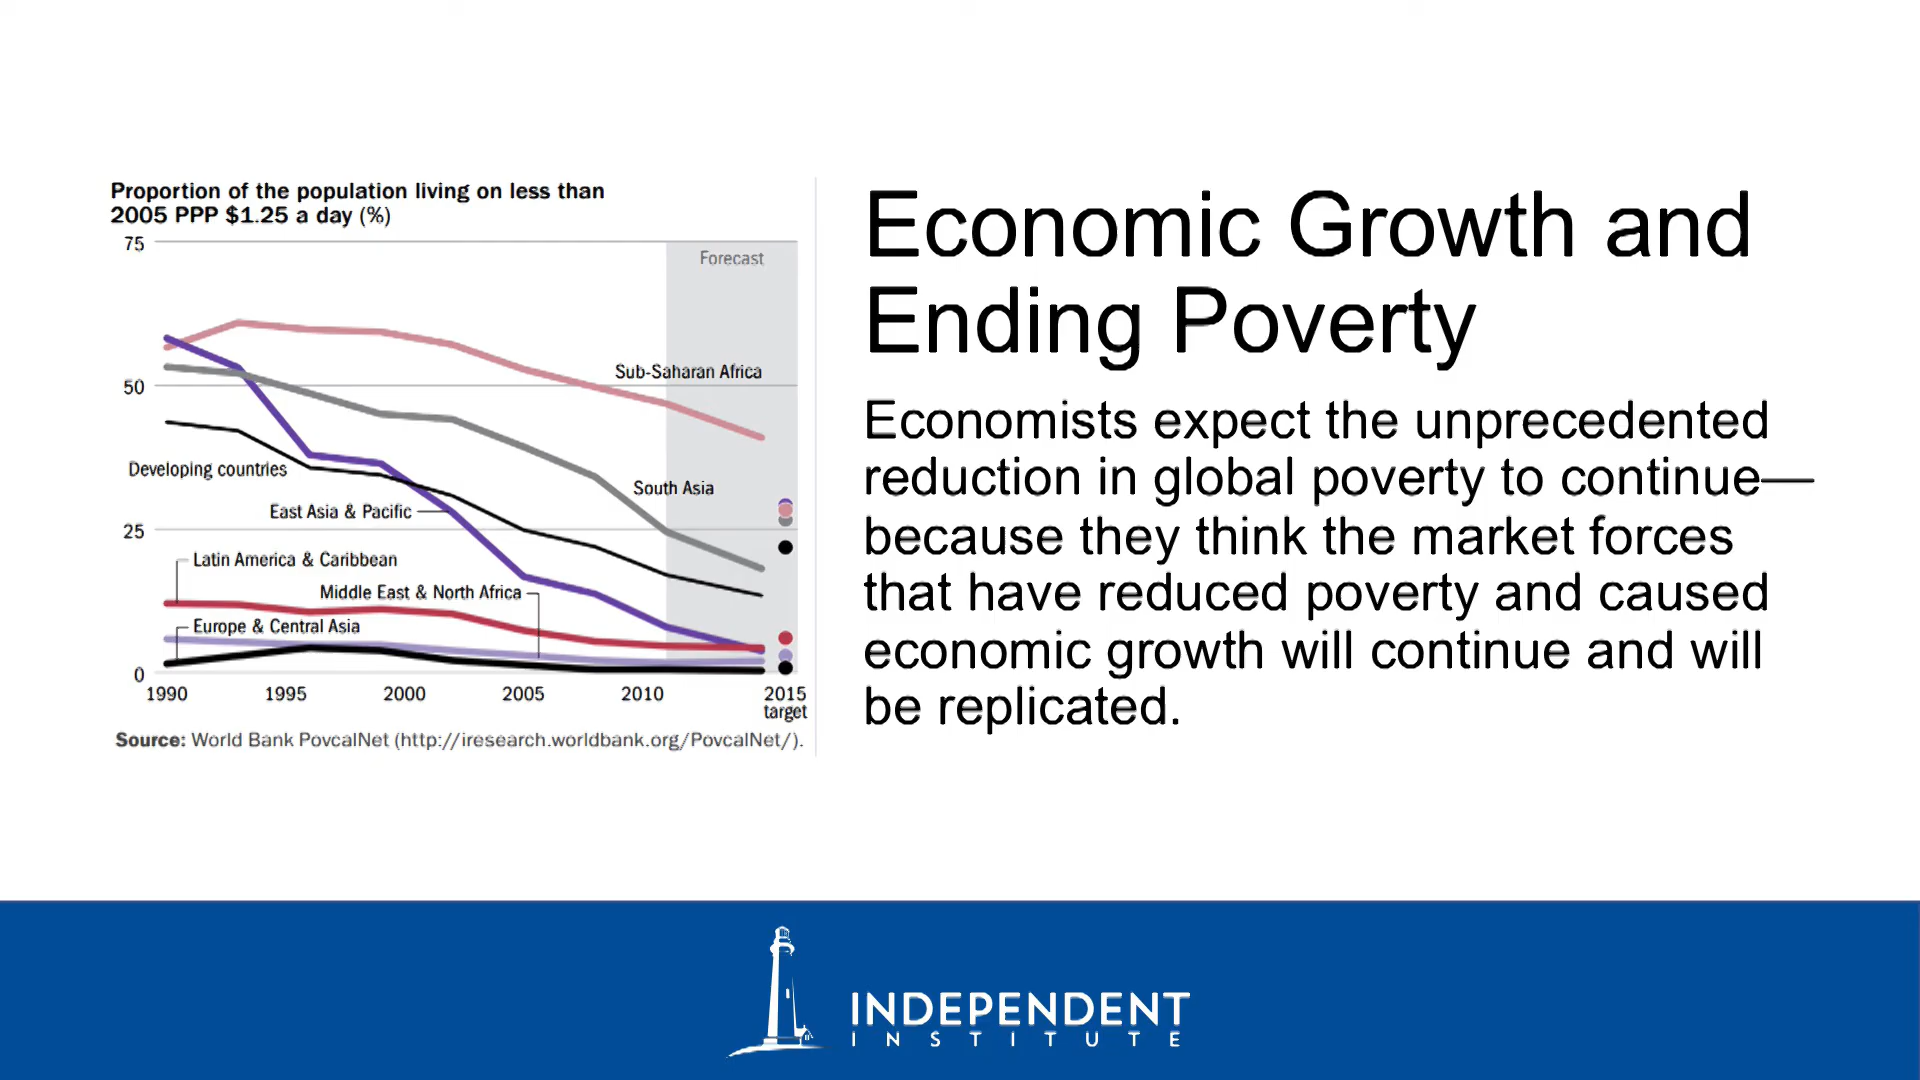 Proportion of the population living on less than
2005 PPP $1.25 a day (%)
75
Forecast
Sub-Saharan Africa
50
Developing countries
South Asia
East Asia & Pacific
25
Latin America & Caribbean
Middle East & North Africa
Europe & Central Asia
0
1990 1995 2000 2005 2010 2015
target
Source: World Bank PovcalNet (http://iresearch.worldbank.org/PovcalNet/).
Economic Growth and
Ending Poverty
Economists expect the unprecedented
reduction in global poverty to continue—
because they think the market forces
that have reduced poverty and caused
economic growth will continue and will
be replicated.
INDEPENDENT
INSTITUTE